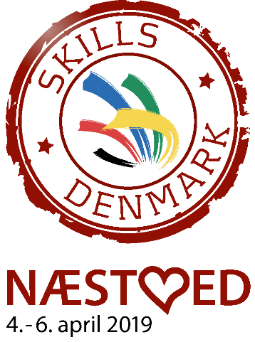 SKILLS
DENMARK
NÆSTVED
4.-6. april 2019